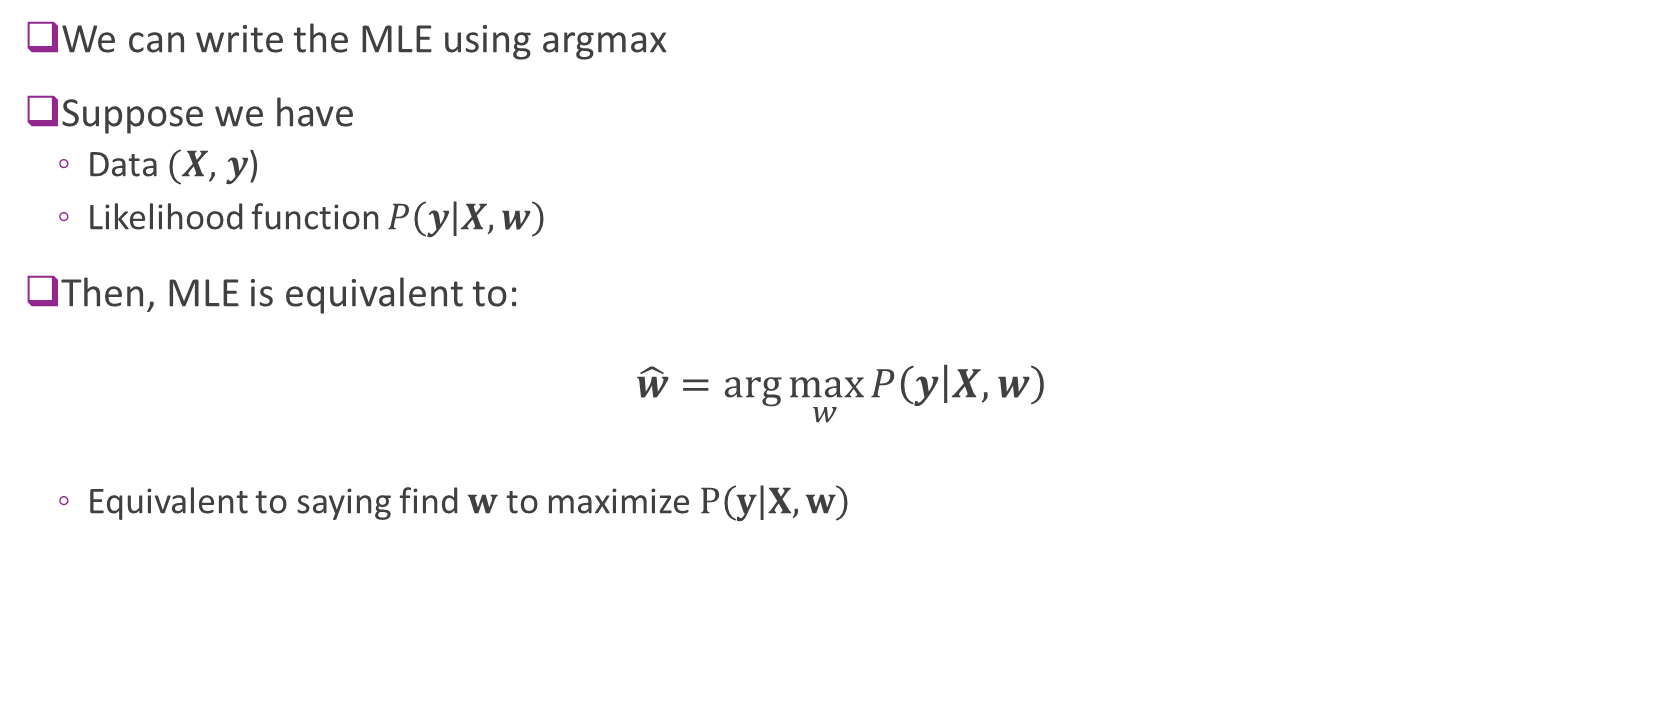 ❑We can write the MLE using argmax
❑Suppose we have
◦ Data (𝑿, 𝒚)
◦ Likelihood function 𝑃(𝒚|𝑿, 𝒘)
❑Then, MLE is equivalent to:
𝒘̂ = arg max 𝑃(𝒚|𝑿, 𝒘)
𝑤
◦ Equivalent to saying find 𝐰 to maximize P(𝐲|𝐗, 𝐰)